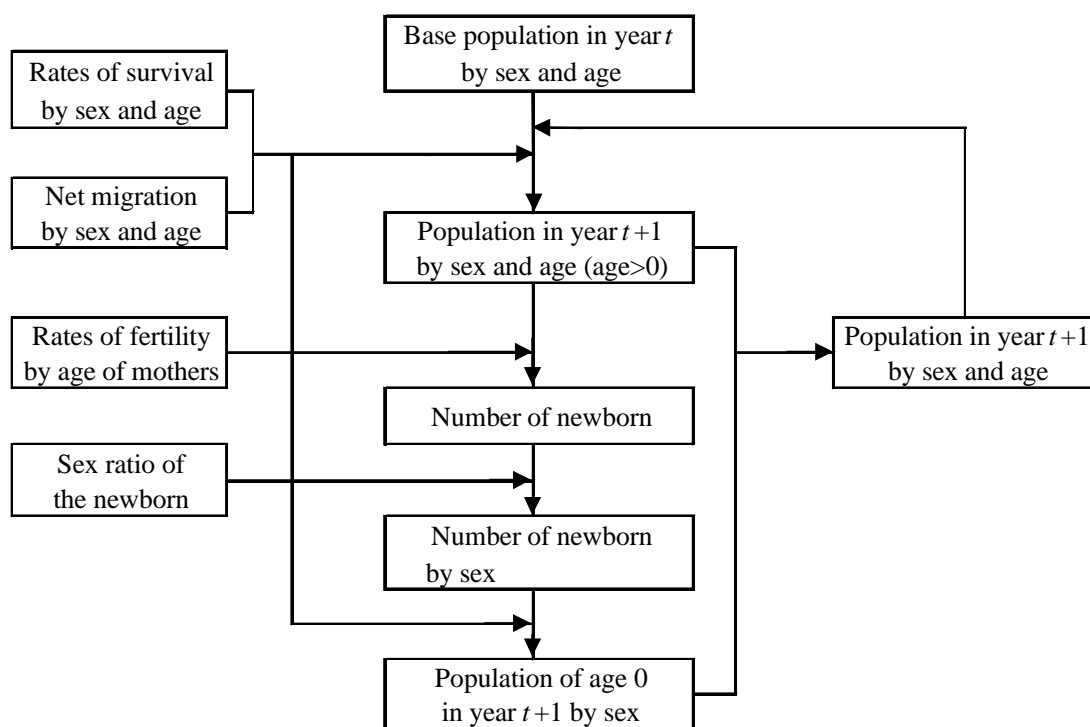 Base population in year t
by sex and age
Rates of survival
by sex and age
Net migration
by sex and age
Population in year t+1
by sex and age (age>0)
Rates of fertility
by age of mothers
Population in year t+1
by sex and age
Number of newborn
Sex ratio of
the newborn
Number of newborn
by sex
Population of age 0
in year t+1 by sex